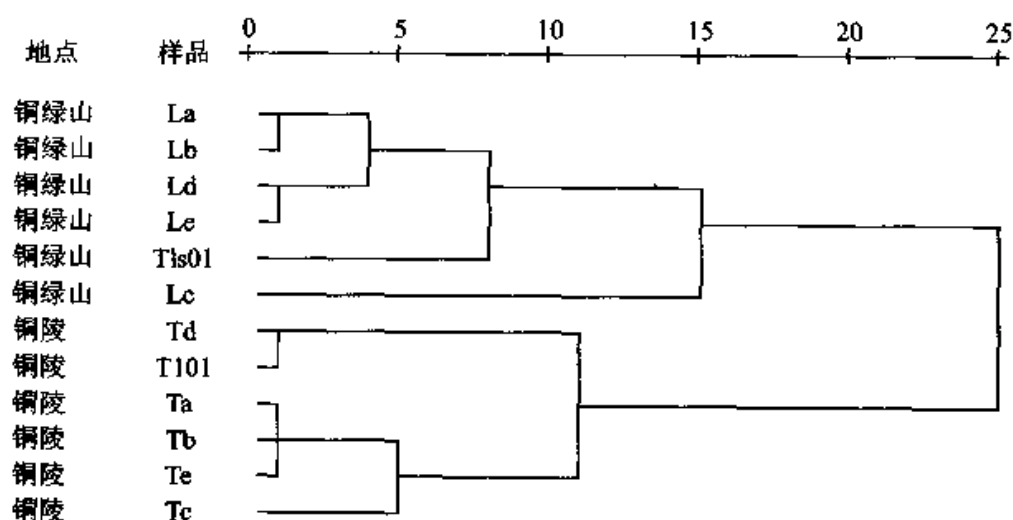 0 5 10 15 20 25
地点 样品
铜绿山 La
铜绿山 Lb
铜绿山 Ld
铜绿山 Le
铜绿山 Tls01
铜绿山 Lc
铜陵 Td
铜陵 T101
铜陵 Ta
铜陵 Tb
铜陵 Te
铜陵 Tc